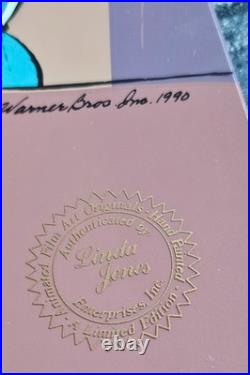 Warner Bros. Inc. 1990
Animated Film Art Originals - Hand Painted
- A Limited Edition -
Authenticated by
Linda
Jones
Enterprises, Inc.